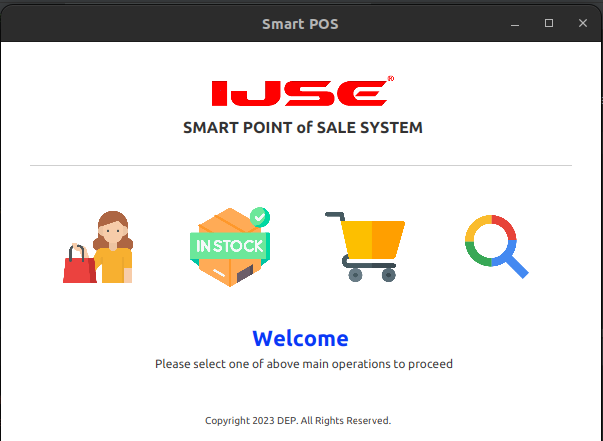 Smart POS
IJSE®
SMART POINT of SALE SYSTEM
IN STOCK
Welcome
Please select one of above main operations to proceed
Copyright 2023 DEP. All Rights Reserved.